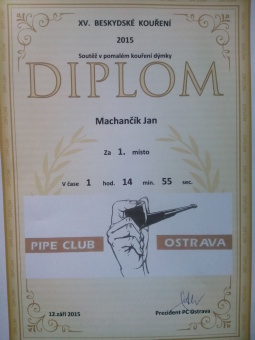 XV. BESKYDSKÉ KOUŘENÍ
2015
Soutěž v pomalém kouření dýmky
DIPLOM
Machančík Jan
Za 1. místo
V čase 1 hod. 14 min. 55 sec.
PIPE CLUB OSTRAVA
12.září 2015
Prezident PC Ostrava